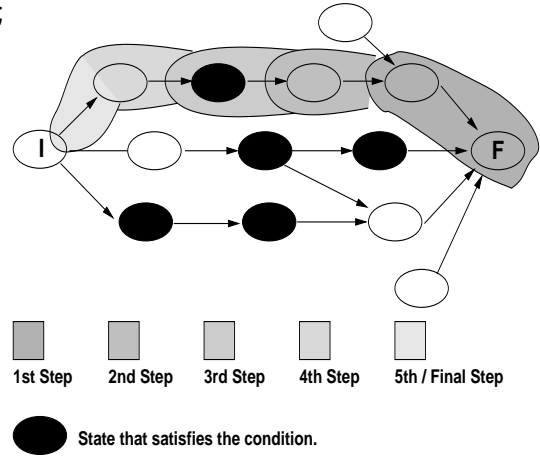 I
F
1st Step
2nd Step
3rd Step
4th Step
5th / Final Step
State that satisfies the condition.